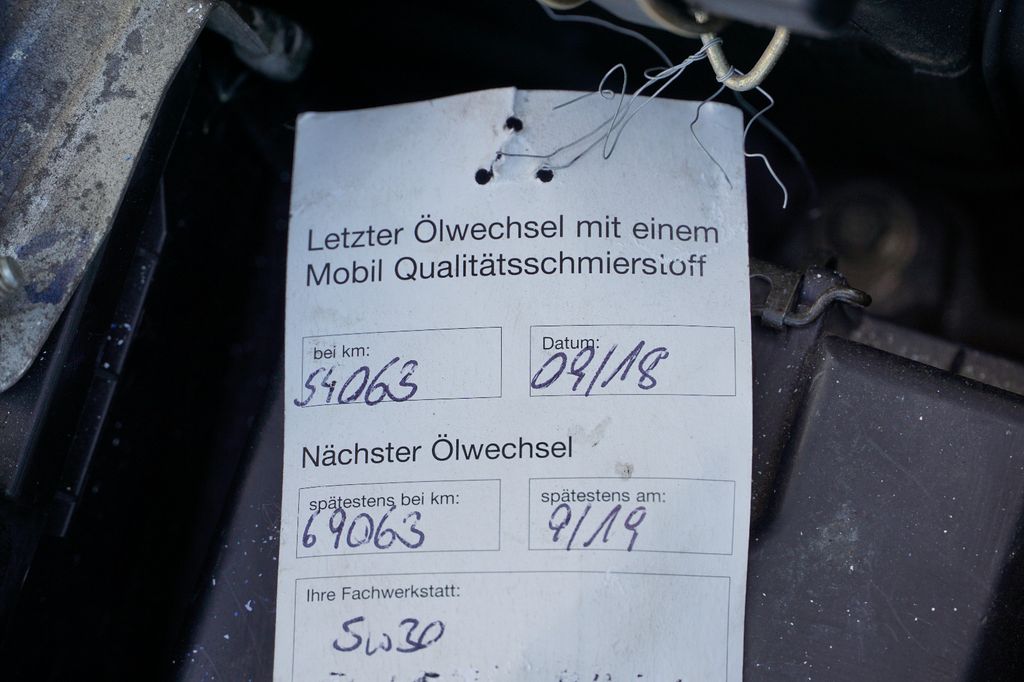 Letzter Ölwechsel mit einem
Mobil Qualitätsschmierstoff
bei km:
54063
Datum:
09/18
Nächster Ölwechsel
spätestens bei km:
69063
spätestens am:
9/19
Ihre Fachwerkstatt:
5W30